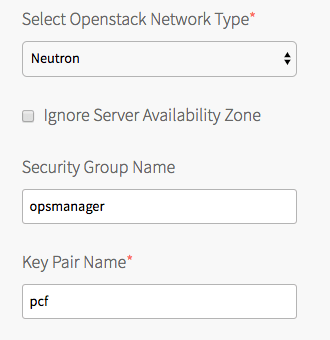 Select Openstack Network Type*
Neutron
Ignore Server Availability Zone
Security Group Name
opsmanager
Key Pair Name*
pcf